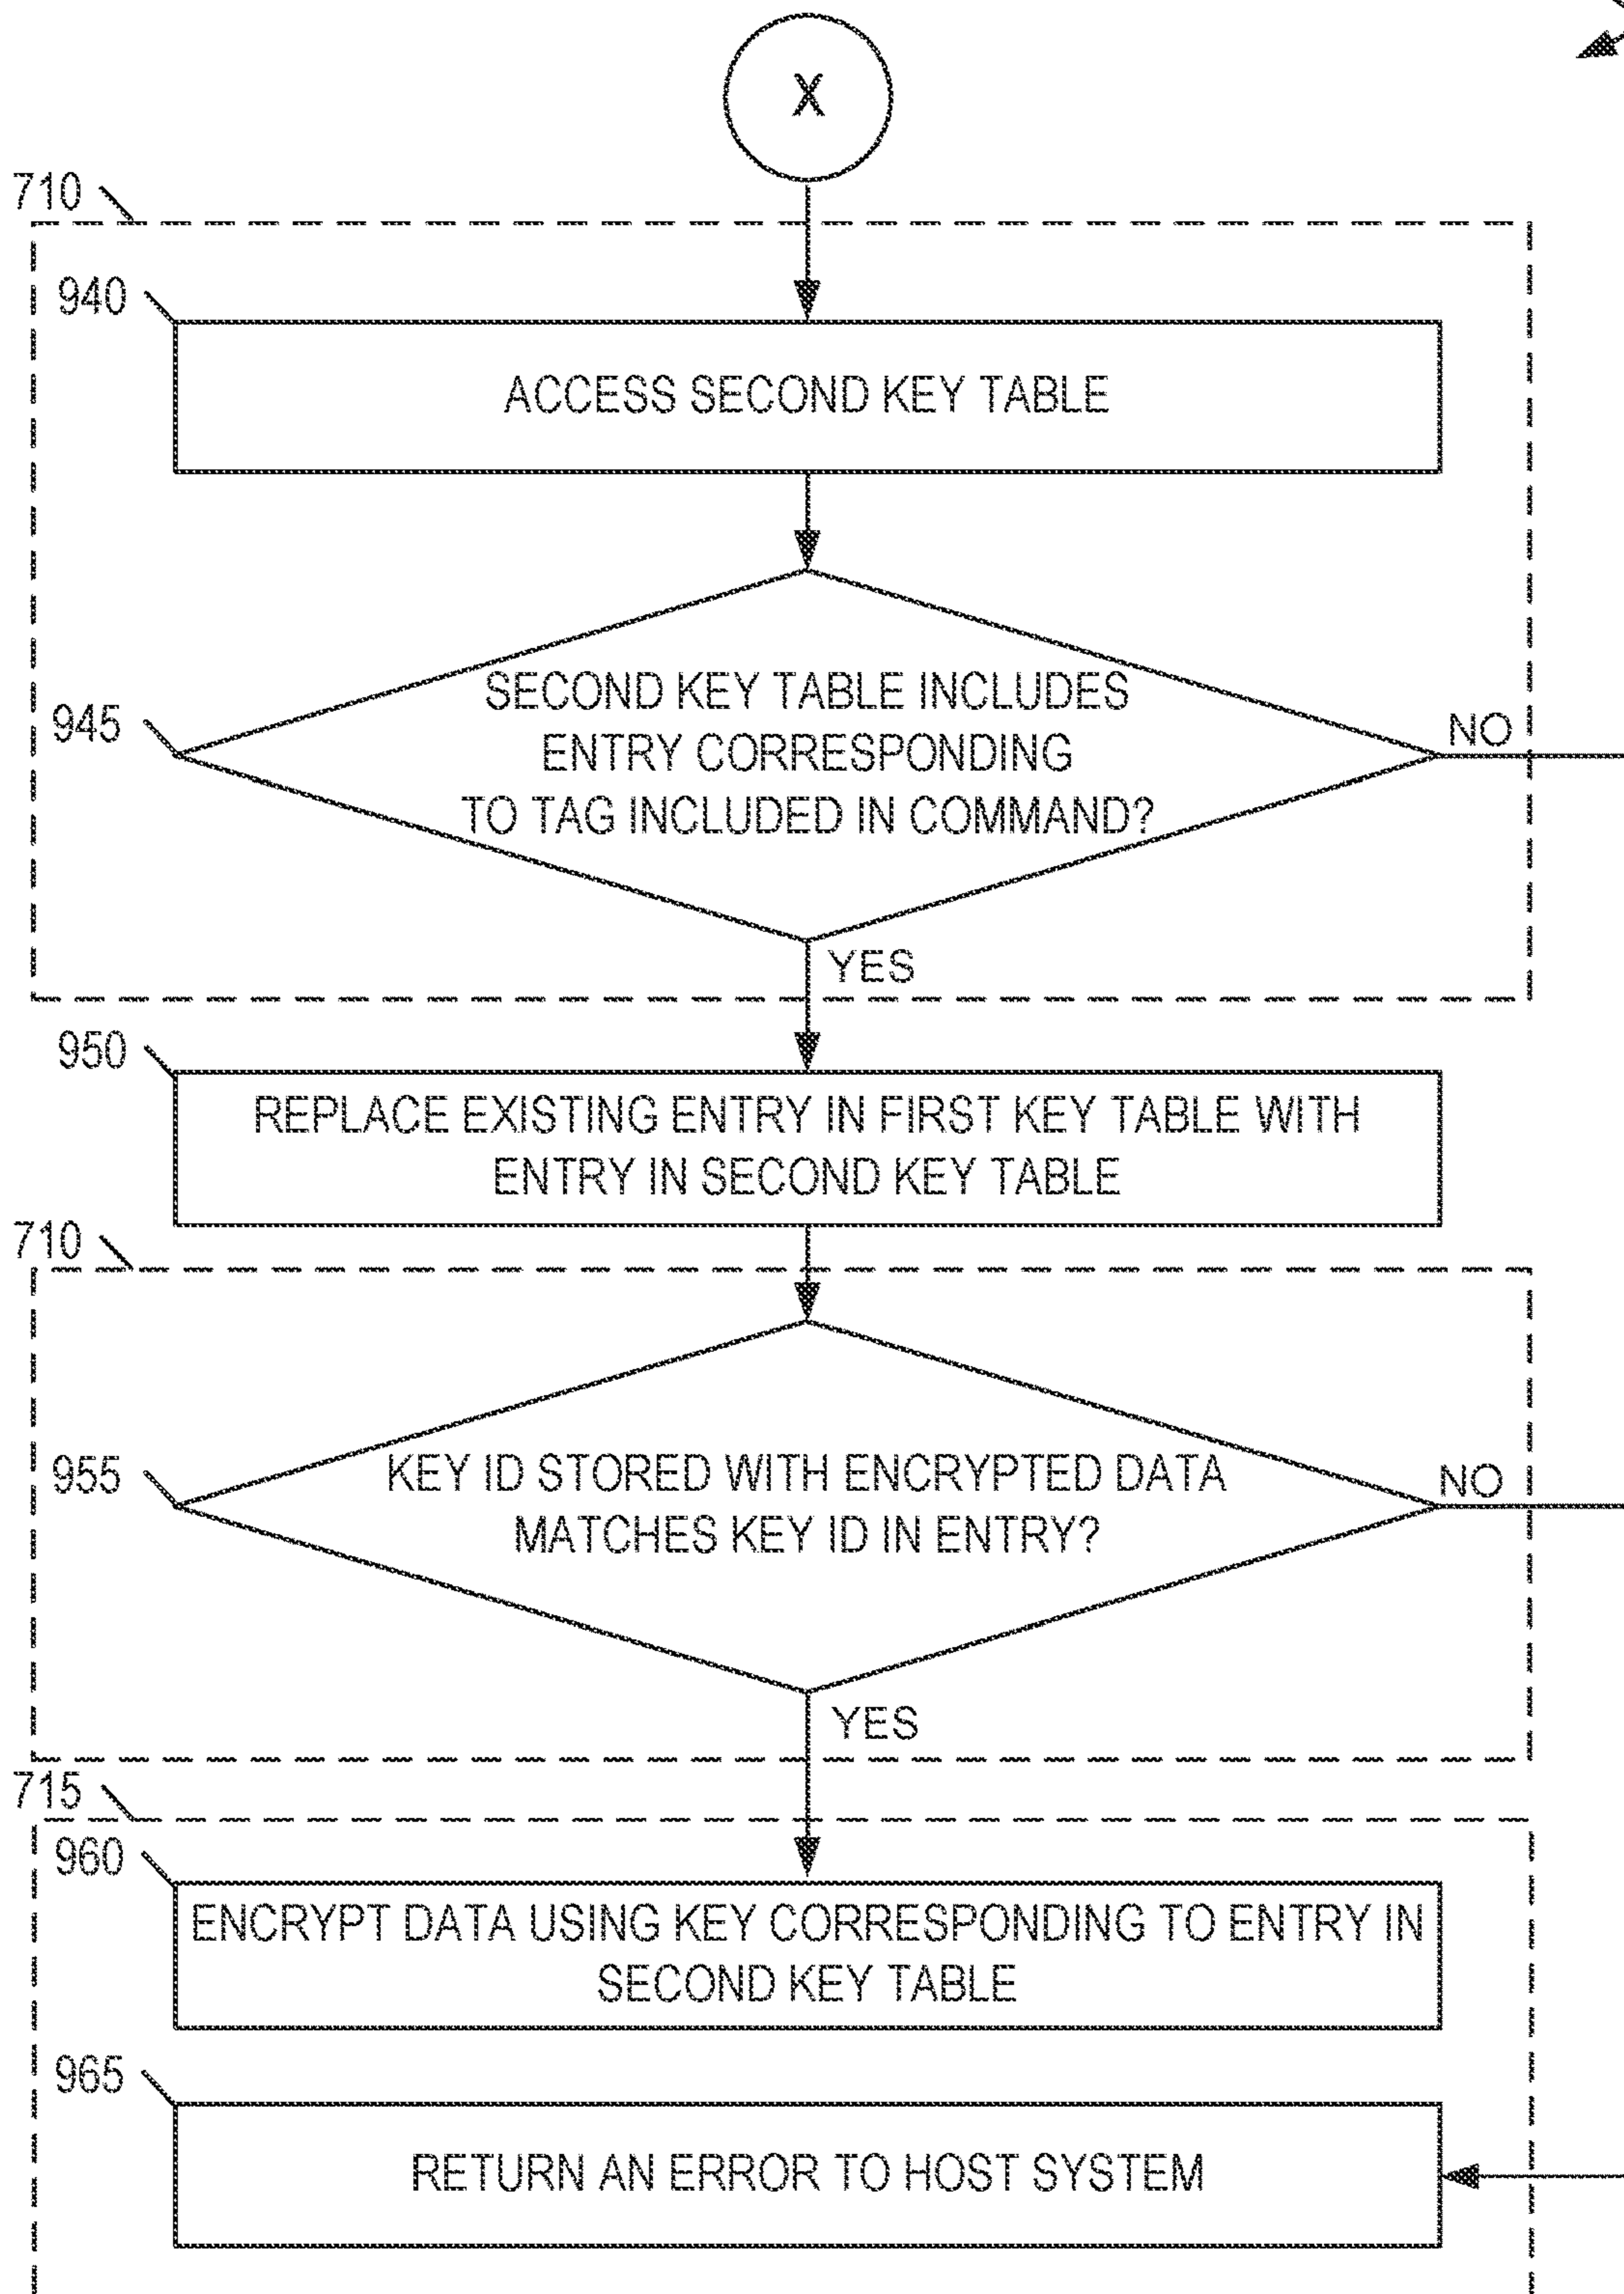 X
710
940
ACCESS SECOND KEY TABLE
945
SECOND KEY TABLE INCLUDES
ENTRY CORRESPONDING
TO TAG INCLUDED IN COMMAND?
NO
YES
950
REPLACE EXISTING ENTRY IN FIRST KEY TABLE WITH
ENTRY IN SECOND KEY TABLE
710
955
KEY ID STORED WITH ENCRYPTED DATA
MATCHES KEY ID IN ENTRY?
NO
YES
715
960
ENCRYPT DATA USING KEY CORRESPONDING TO ENTRY IN
SECOND KEY TABLE
965
RETURN AN ERROR TO HOST SYSTEM